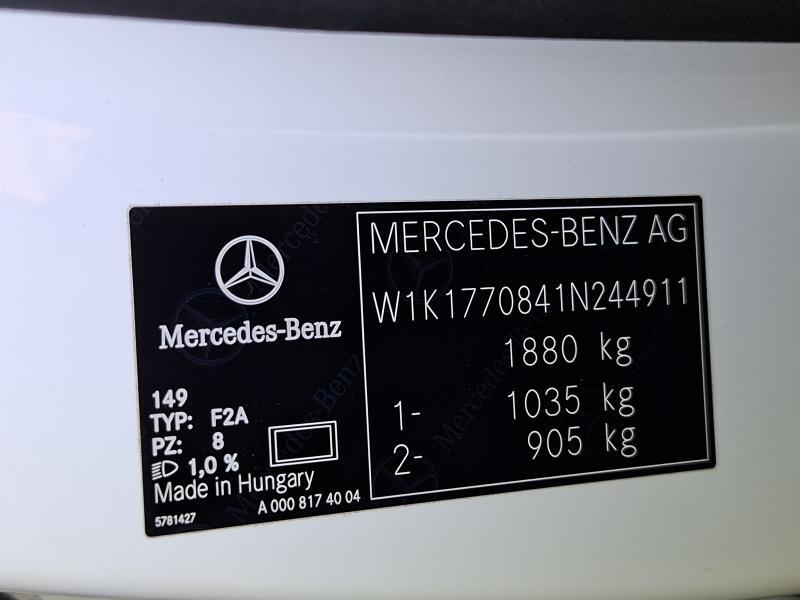 Mercedes-Benz
149
TYP: F2A
PZ: 8
1,0 %
Made in Hungary
5781427
A 000 817 40 04
MERCEDES-BENZ AG
W1K1770841N244911
1880 kg
1- 1035 kg
2- 905 kg